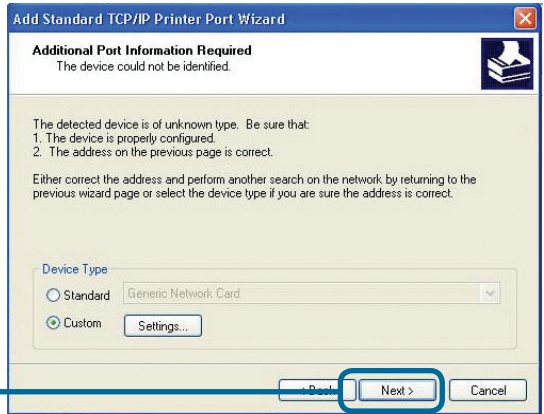 Add Standard TCP/IP Printer Port Wizard
Additional Port Information Required
The device could not be identified.
The detected device is of unknown type. Be sure that:
1. The device is properly configured.
2. The address on the previous page is correct.
Either correct the address and perform another search on the network by returning to the
previous wizard page or select the device type if you are sure the address is correct.
Device Type
Standard
Generic Network Card
Custom
Settings...
< Back
Next >
Cancel